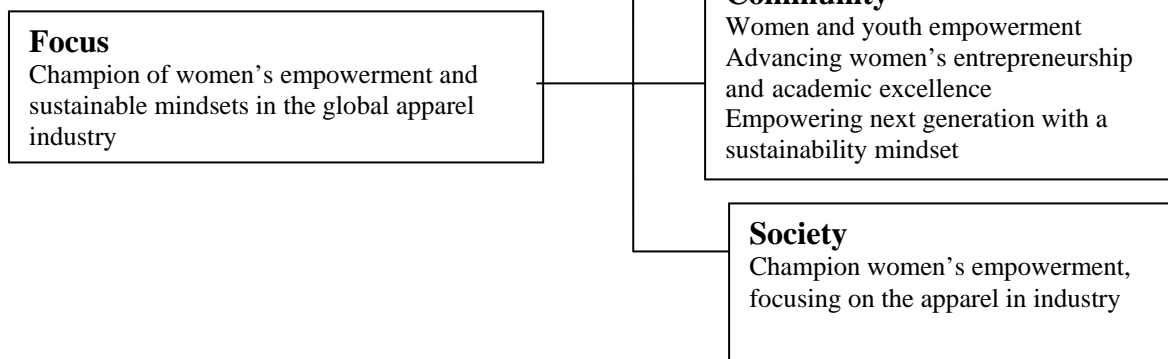 Focus
Champion of women’s empowerment and
sustainable mindsets in the global apparel
industry
Community
Women and youth empowerment
Advancing women’s entrepreneurship
and academic excellence
Empowering next generation with a
sustainability mindset
Society
Champion women’s empowerment,
focusing on the apparel in industry